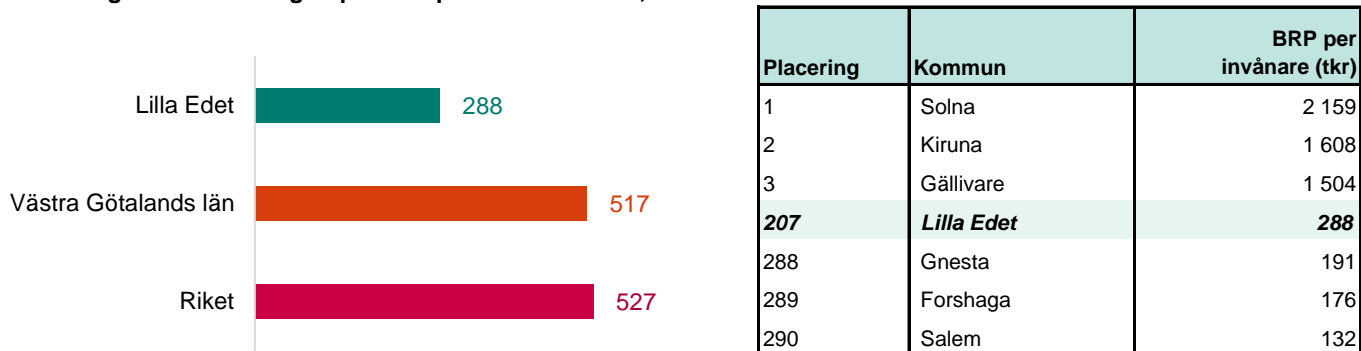 Lilla Edet 288
Västra Götalands län 517
Riket 527
Placering Kommun BRP per invånare (tkr)
1 Solna 2 159
2 Kiruna 1 608
3 Gällivare 1 504
207 Lilla Edet 288
288 Gnesta 191
289 Forshaga 176
290 Salem 132